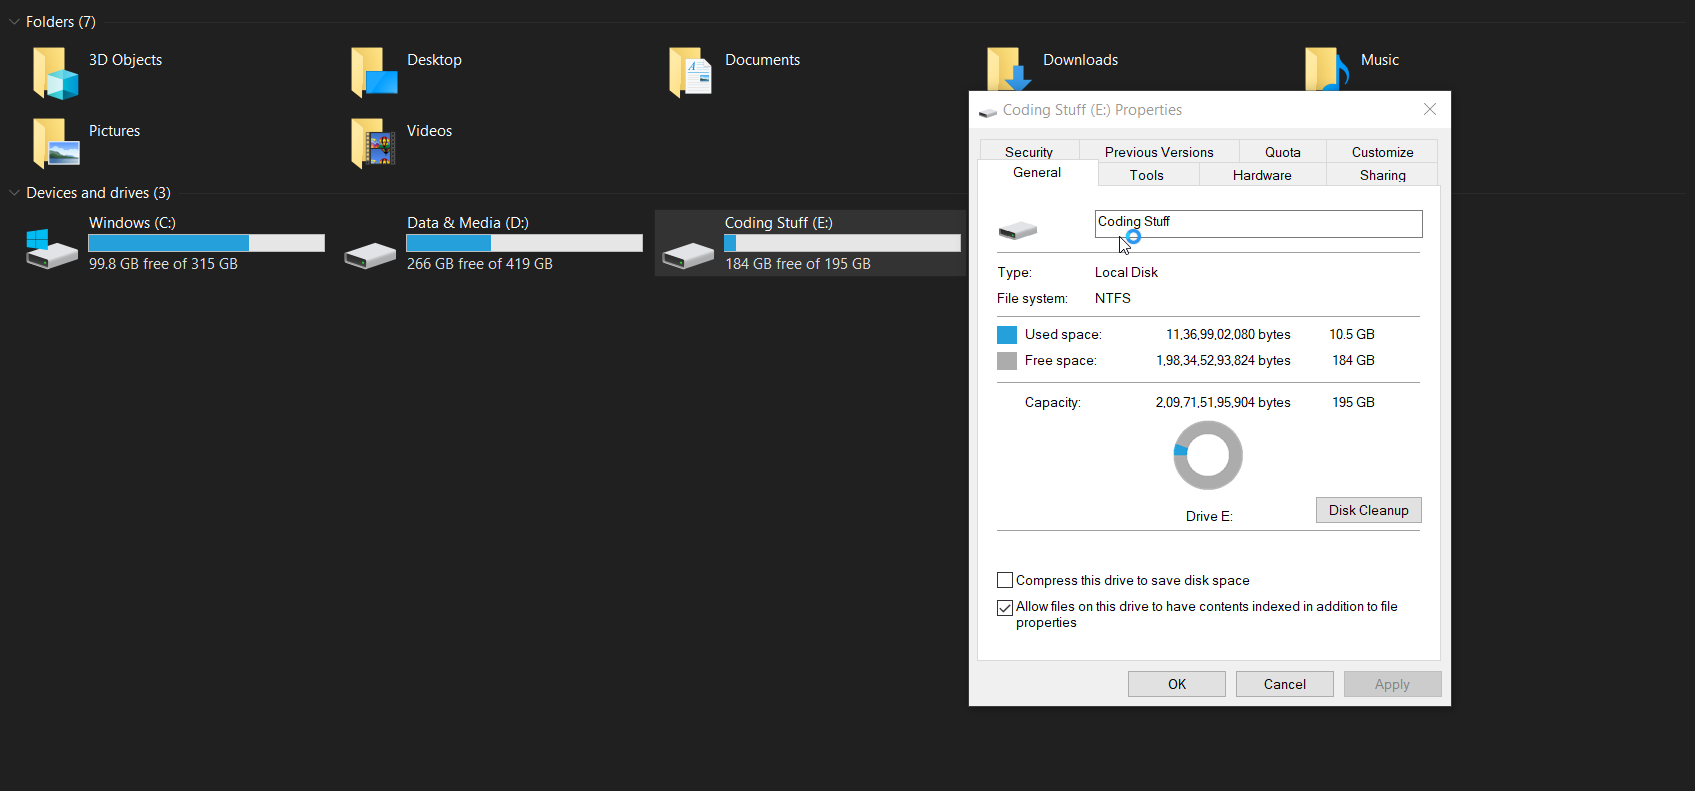 Folders (7)
3D Objects
Desktop
Documents
Downloads
Music
Pictures
Videos
Devices and drives (3)
Windows (C:)
99.8 GB free of 315 GB
Data & Media (D:)
266 GB free of 419 GB
Coding Stuff (E:)
184 GB free of 195 GB
Coding Stuff (E:) Properties
Security Previous Versions Quota Customize
General Tools Hardware Sharing
Coding Stuff
Type: Local Disk
File system: NTFS
Used space: 11,36,99,02,080 bytes 10.5 GB
Free space: 1,98,34,52,93,824 bytes 184 GB
Capacity: 2,09,71,51,95,904 bytes 195 GB
Drive E:
Disk Cleanup
Compress this drive to save disk space
Allow files on this drive to have contents indexed in addition to file
properties
OK Cancel Apply